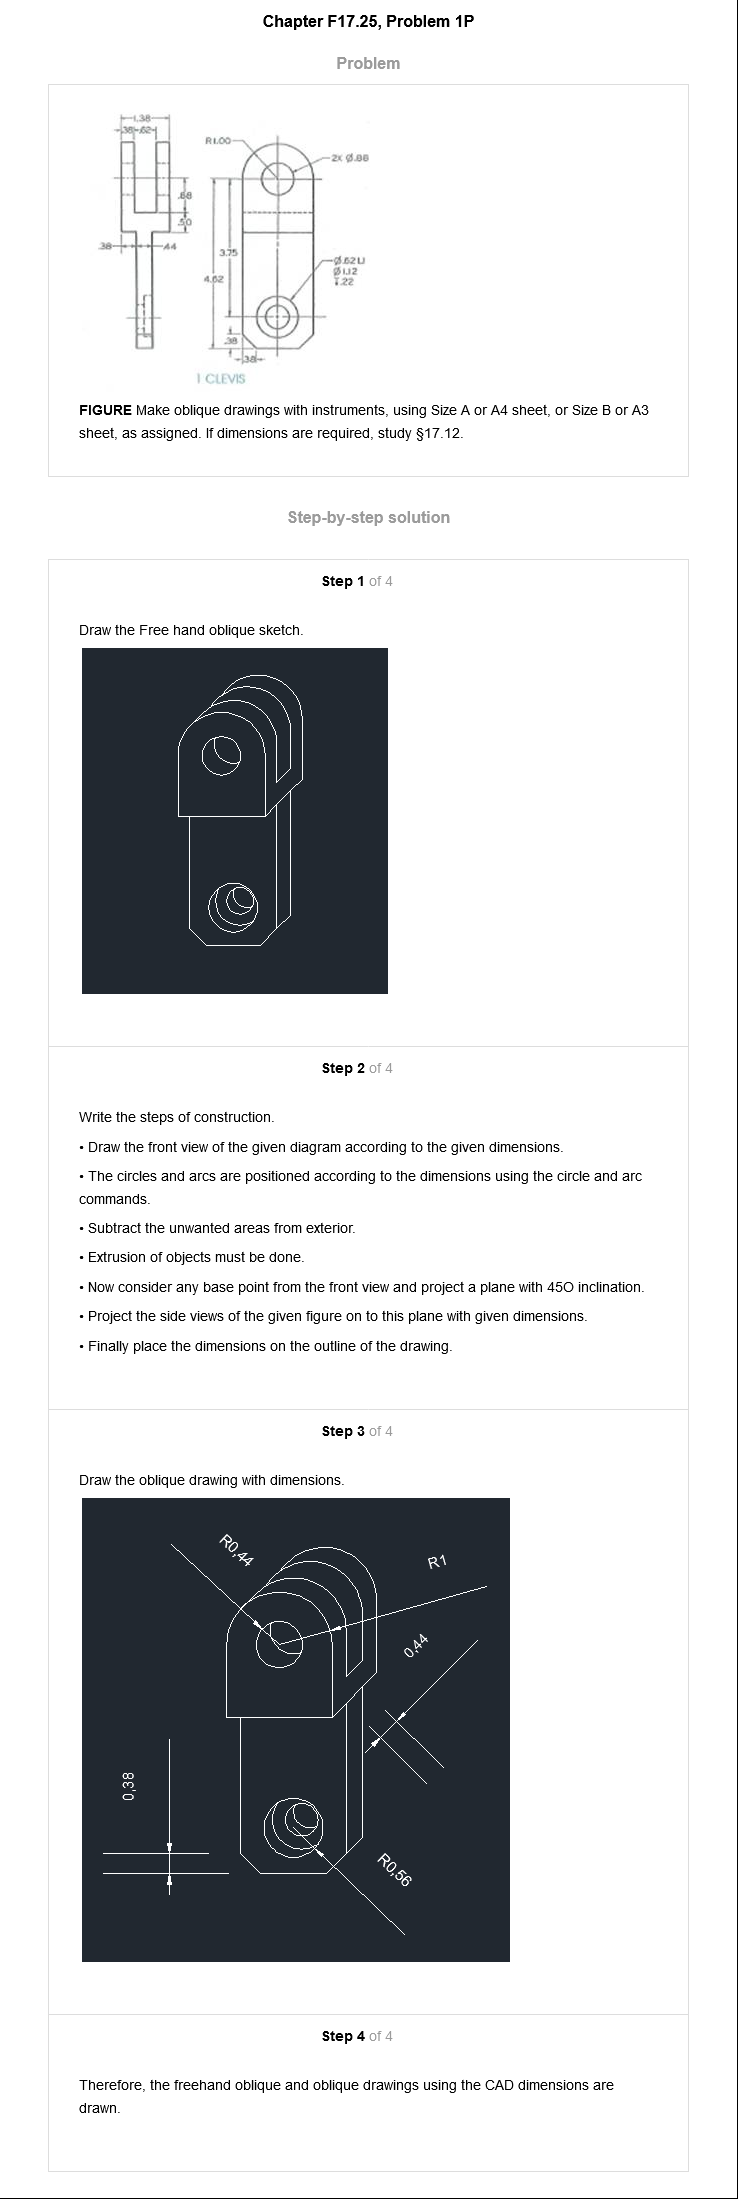 Chapter F17.25, Problem 1P
Problem
1.38
.38 .62
R1.00
2X Ø.88
.88
.50
.38 .44
3.75
4.62
Ø.62⌴
Ø1.12
↧.22
.38
.38
1 CLEVIS
FIGURE Make oblique drawings with instruments, using Size A or A4 sheet, or Size B or A3
sheet, as assigned. If dimensions are required, study §17.12.
Step-by-step solution
Step 1 of 4
Draw the Free hand oblique sketch.
Step 2 of 4
Write the steps of construction.
• Draw the front view of the given diagram according to the given dimensions.
• The circles and arcs are positioned according to the dimensions using the circle and arc
commands.
• Subtract the unwanted areas from exterior.
• Extrusion of objects must be done.
• Now consider any base point from the front view and project a plane with 45O inclination.
• Project the side views of the given figure on to this plane with given dimensions.
• Finally place the dimensions on the outline of the drawing.
Step 3 of 4
Draw the oblique drawing with dimensions.
R0,44
R1
0,44
0,38
R0,56
Step 4 of 4
Therefore, the freehand oblique and oblique drawings using the CAD dimensions are
drawn.